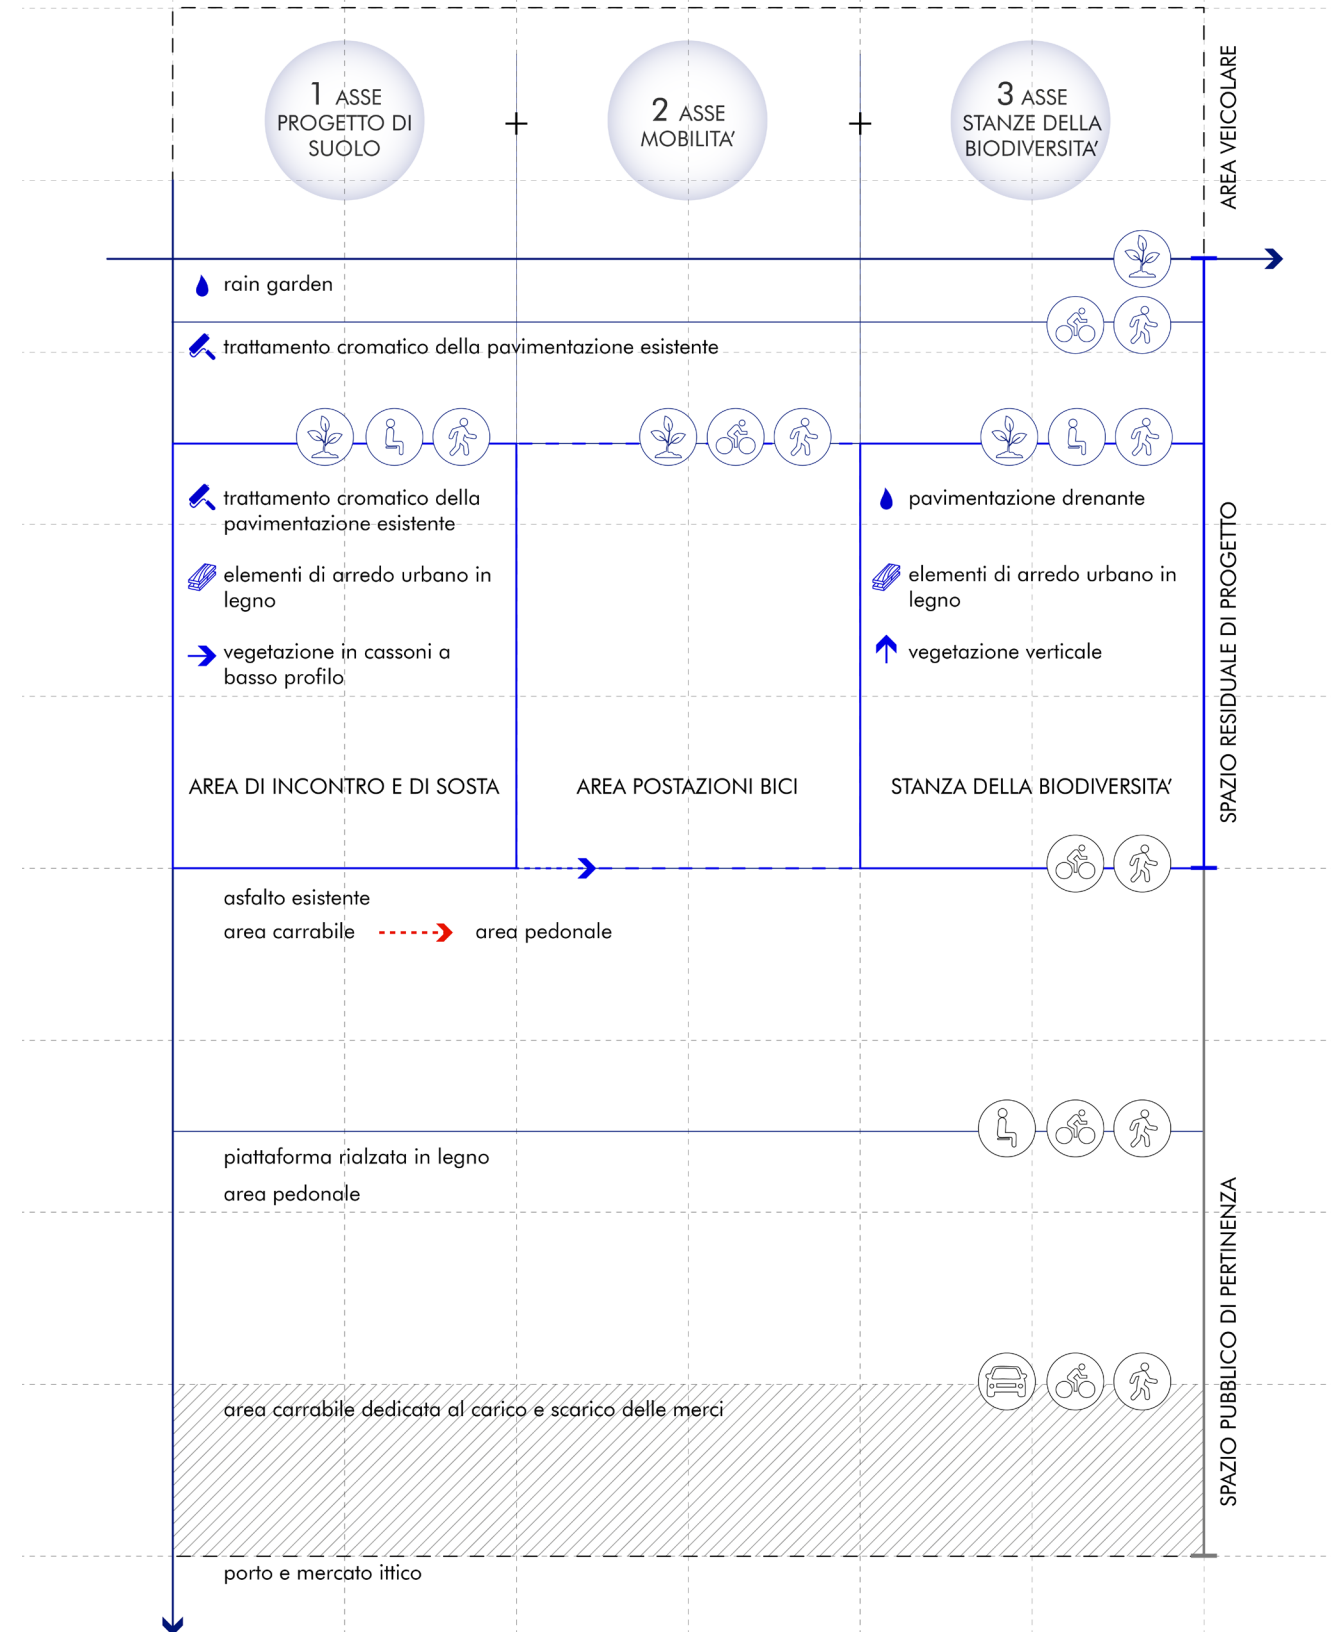 1 ASSE
PROGETTO DI
SUOLO
+
2 ASSE
MOBILITA’
+
3 ASSE
STANZE DELLA
BIODIVERSITA’
AREA VEICOLARE
rain garden
trattamento cromatico della pavimentazione esistente
trattamento cromatico della
pavimentazione esistente
elementi di arredo urbano in
legno
vegetazione in cassoni a
basso profilo
AREA DI INCONTRO E DI SOSTA
AREA POSTAZIONI BICI
pavimentazione drenante
elementi di arredo urbano in
legno
vegetazione verticale
STANZA DELLA BIODIVERSITA’
SPAZIO RESIDUALE DI PROGETTO
asfalto esistente
area carrabile
area pedonale
piattaforma rialzata in legno
area pedonale
area carrabile dedicata al carico e scarico delle merci
SPAZIO PUBBLICO DI PERTINENZA
porto e mercato ittico